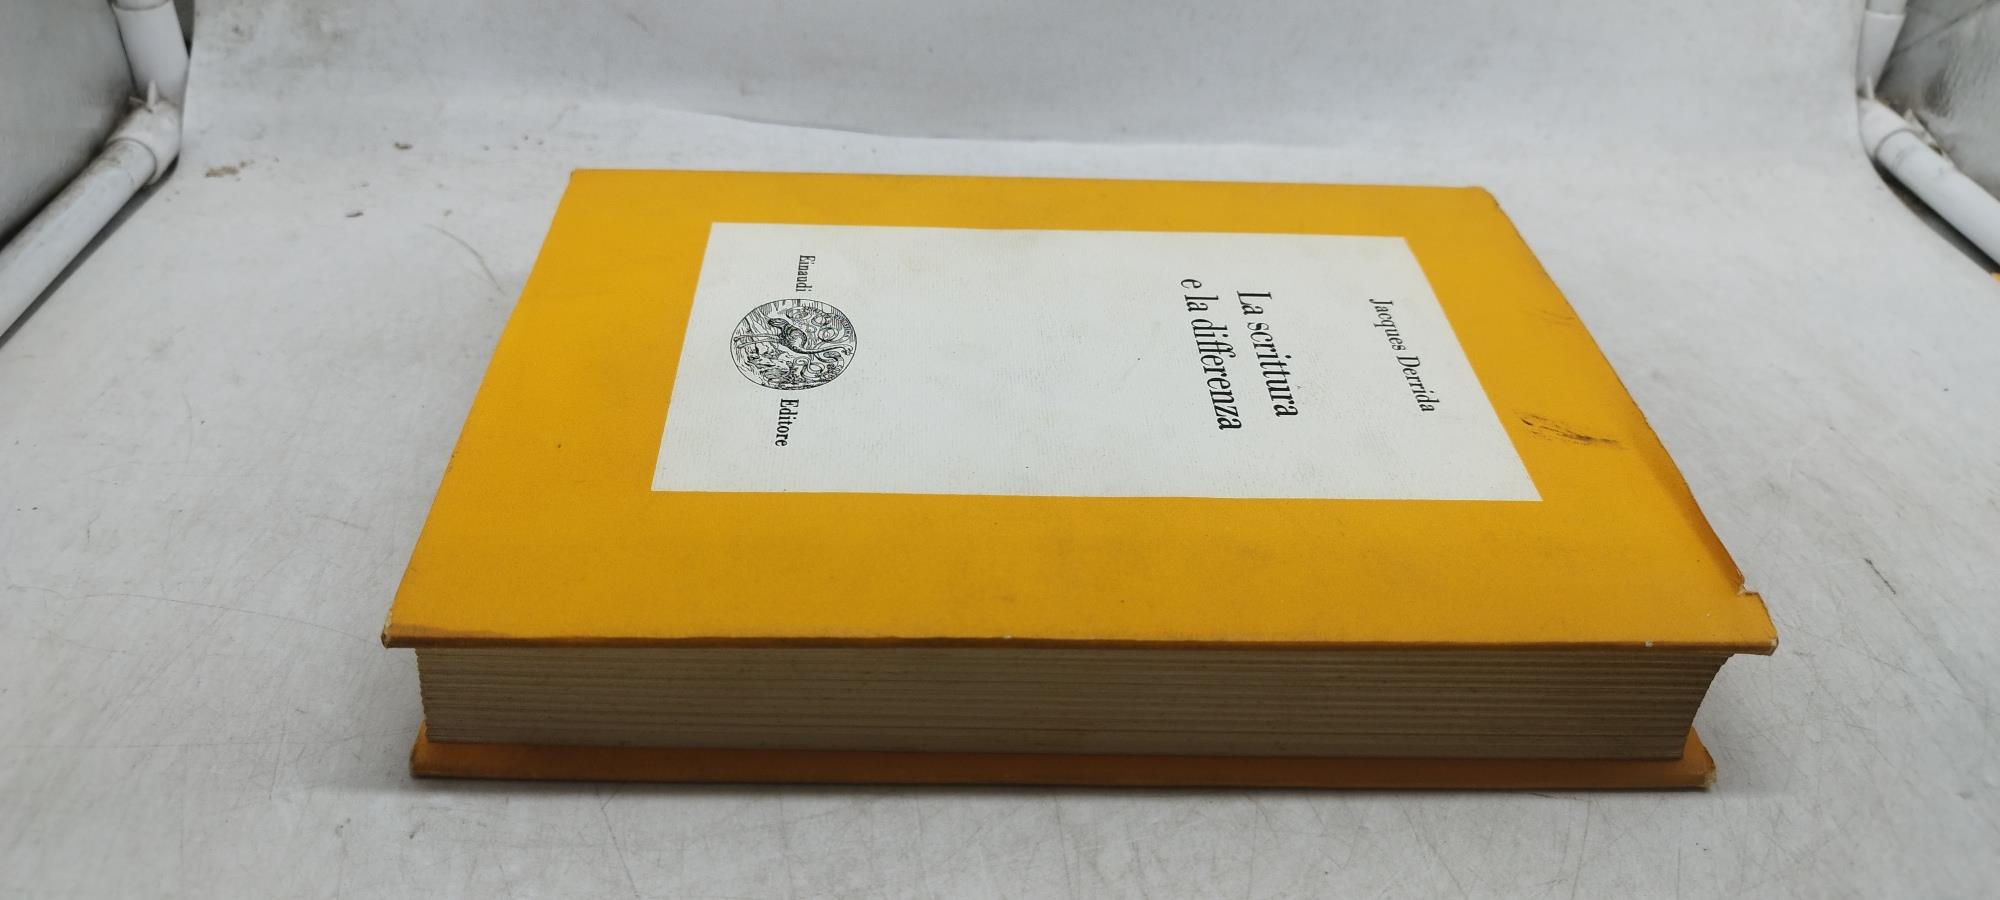 Jacques Derrida
La scrittura
e la differenza
Einaudi Editore